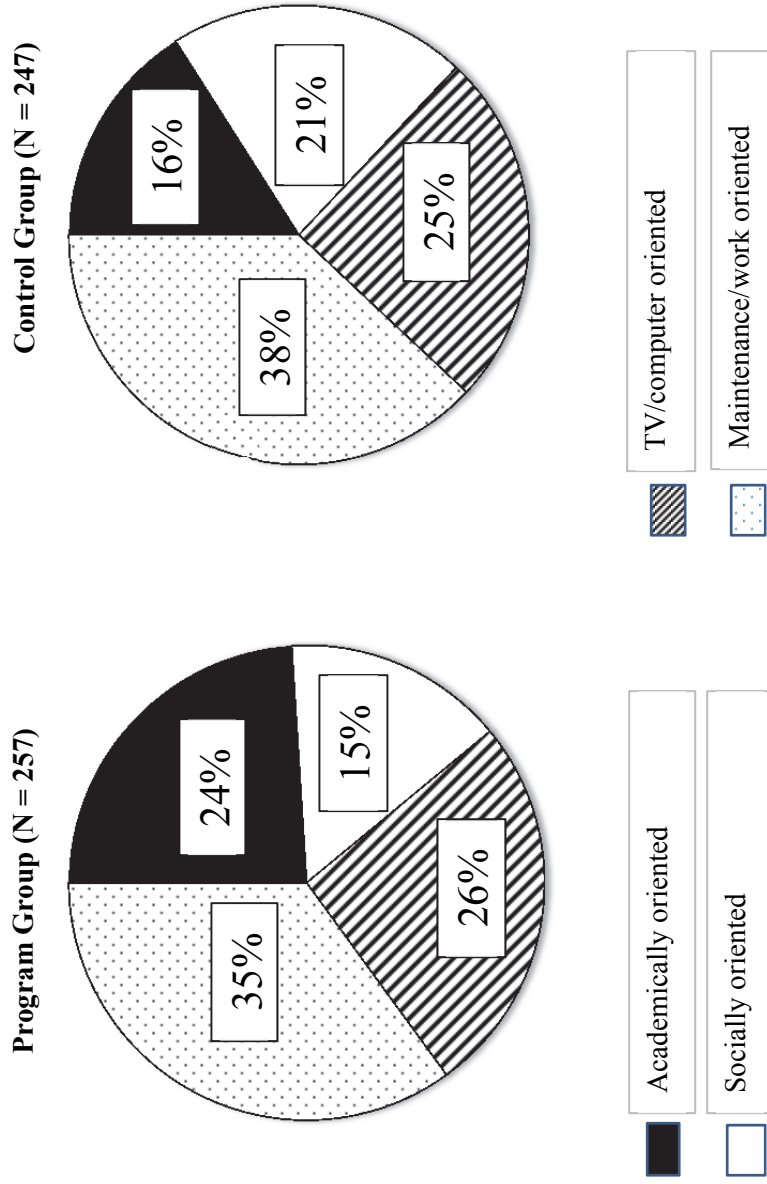 Program Group (N = 257)
Control Group (N = 247)
35%
24%
15%
26%
38%
16%
21%
25%
Academically oriented
TV/computer oriented
Socially oriented
Maintenance/work oriented